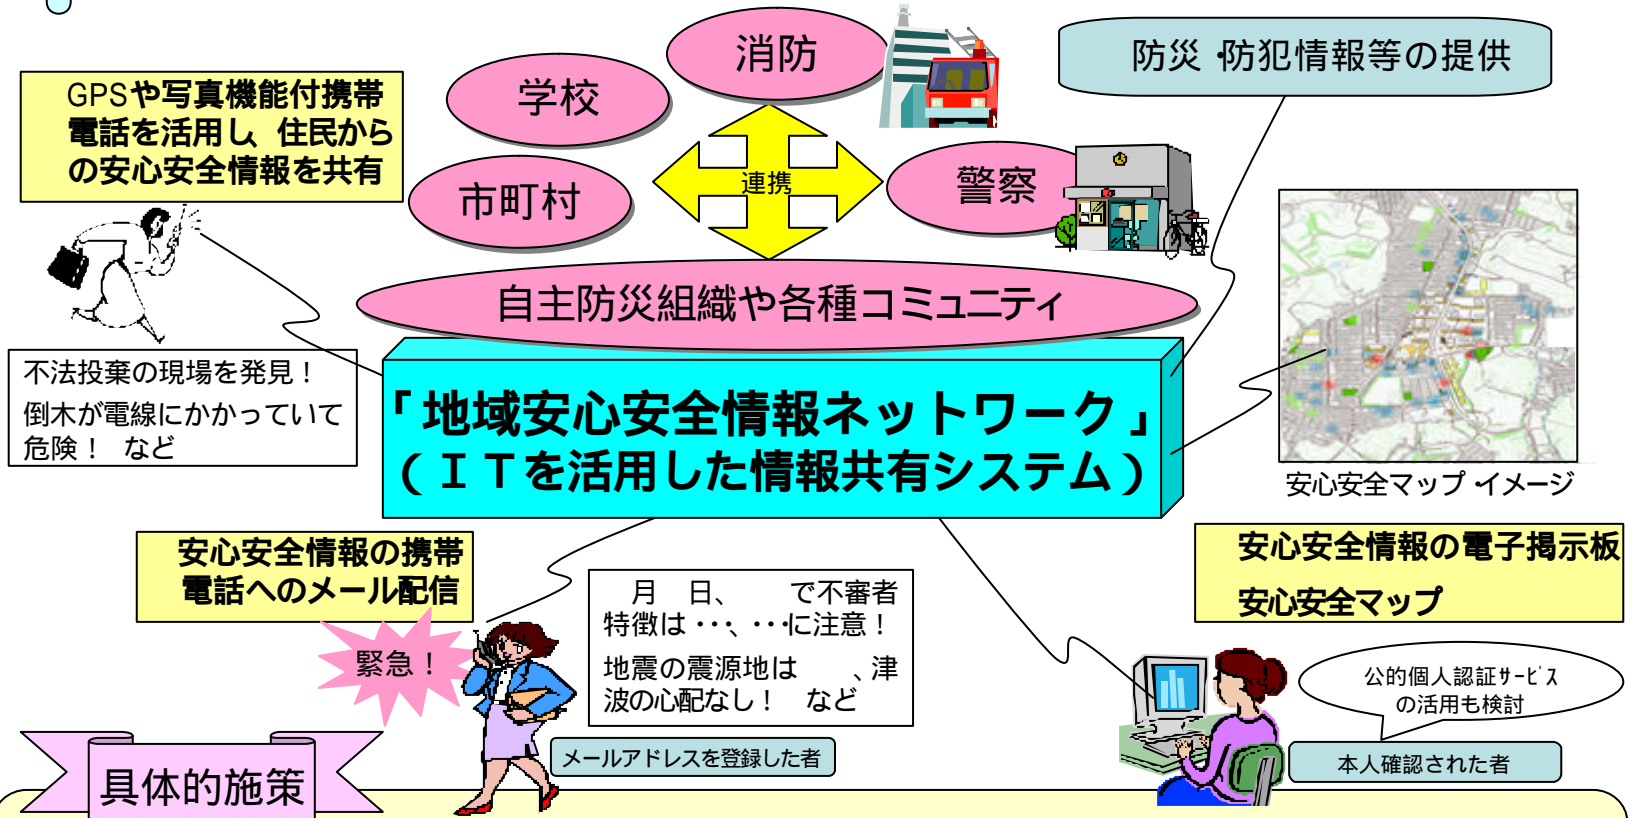 消防
学校
防災・防犯情報等の提供
GPSや写真機能付携帯
電話を活用し、住民から
の安心安全情報を共有
市町村
連携
警察
自主防災組織や各種コミュニティ
不法投棄の現場を発見！
倒木が電線にかかっていて
危険！ など
「地域安心安全情報ネットワーク」
（ＩＴを活用した情報共有システム）
安心安全マップ・イメージ
安心安全情報の携帯
電話へのメール配信
緊急！
月 日、 で不審者
特徴は・・・、・・・に注意！
地震の震源地は 、津
波の心配なし！ など
メールアドレスを登録した者
安心安全情報の電子掲示板
安心安全マップ
公的個人認証ｻｰﾋﾞｽ
の活用も検討
本人確認された者
具体的施策